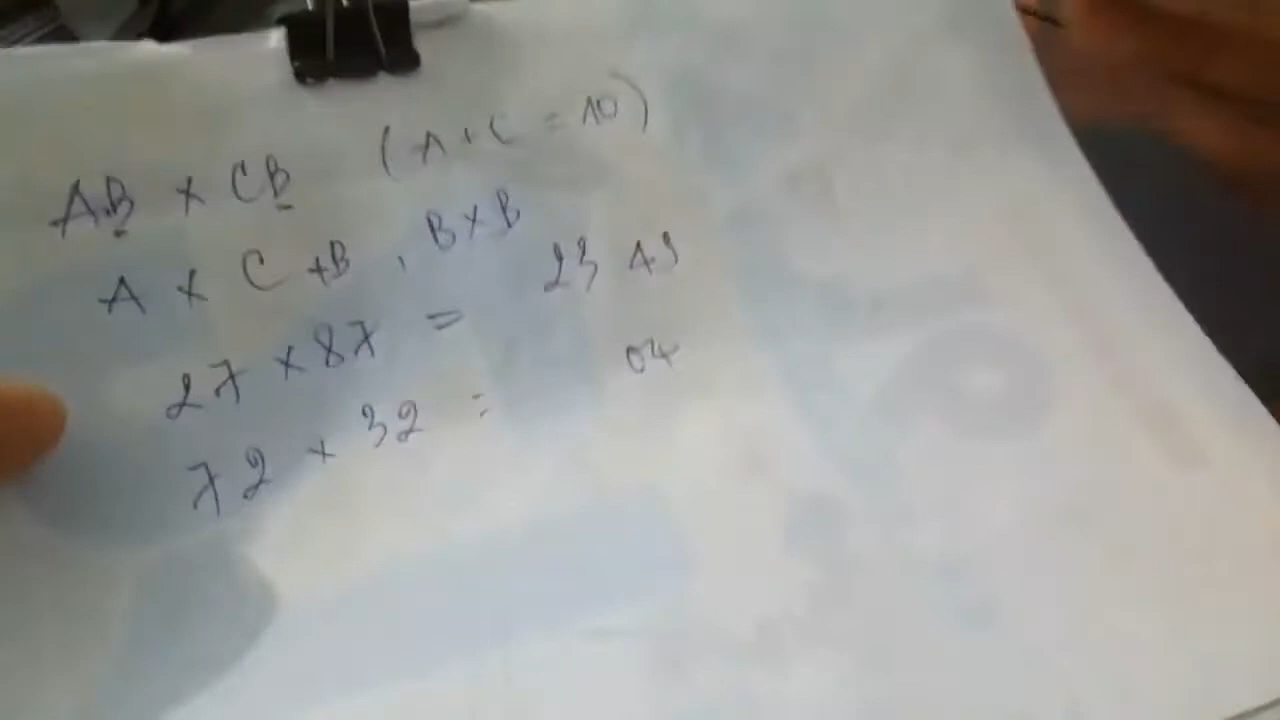 AB × CB (A + C = 10)
A × C + B , B × B
27 × 87 = 23 49
72 × 32 = 04